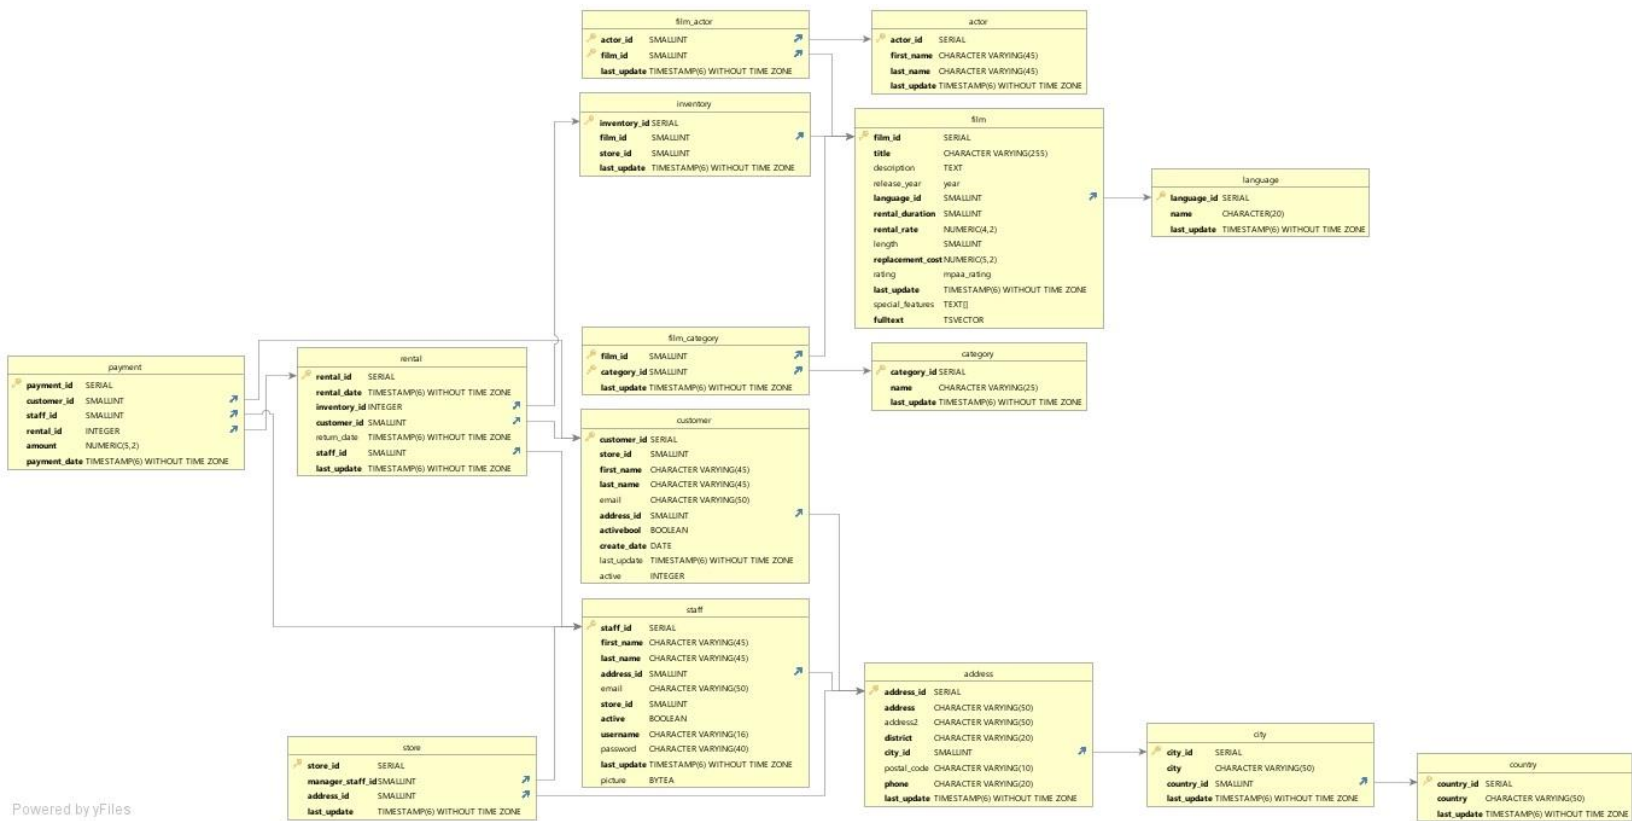 film_actor
actor_id SMALLINT
film_id SMALLINT
last_update TIMESTAMP(6) WITHOUT TIME ZONE
actor
actor_id SERIAL
first_name CHARACTER VARYING(45)
last_name CHARACTER VARYING(45)
last_update TIMESTAMP(6) WITHOUT TIME ZONE
inventory
inventory_id SERIAL
film_id SMALLINT
store_id SMALLINT
last_update TIMESTAMP(6) WITHOUT TIME ZONE
film
film_id SERIAL
title CHARACTER VARYING(255)
description TEXT
release_year year
language_id SMALLINT
rental_duration SMALLINT
rental_rate NUMERIC(4,2)
length SMALLINT
replacement_cost NUMERIC(5,2)
rating mpaa_rating
last_update TIMESTAMP(6) WITHOUT TIME ZONE
special_features TEXT[]
fulltext TSVECTOR
language
language_id SERIAL
name CHARACTER(20)
last_update TIMESTAMP(6) WITHOUT TIME ZONE
film_category
film_id SMALLINT
category_id SMALLINT
last_update TIMESTAMP(6) WITHOUT TIME ZONE
category
category_id SERIAL
name CHARACTER VARYING(25)
last_update TIMESTAMP(6) WITHOUT TIME ZONE
payment
payment_id SERIAL
customer_id SMALLINT
staff_id SMALLINT
rental_id INTEGER
amount NUMERIC(5,2)
payment_date TIMESTAMP(6) WITHOUT TIME ZONE
rental
rental_id SERIAL
rental_date TIMESTAMP(6) WITHOUT TIME ZONE
inventory_id INTEGER
customer_id SMALLINT
return_date TIMESTAMP(6) WITHOUT TIME ZONE
staff_id SMALLINT
last_update TIMESTAMP(6) WITHOUT TIME ZONE
customer
customer_id SERIAL
store_id SMALLINT
first_name CHARACTER VARYING(45)
last_name CHARACTER VARYING(45)
email CHARACTER VARYING(50)
address_id SMALLINT
activebool BOOLEAN
create_date DATE
last_update TIMESTAMP(6) WITHOUT TIME ZONE
active INTEGER
staff
staff_id SERIAL
first_name CHARACTER VARYING(45)
last_name CHARACTER VARYING(45)
address_id SMALLINT
email CHARACTER VARYING(50)
store_id SMALLINT
active BOOLEAN
username CHARACTER VARYING(16)
password CHARACTER VARYING(40)
last_update TIMESTAMP(6) WITHOUT TIME ZONE
picture BYTEA
address
address_id SERIAL
address CHARACTER VARYING(50)
address2 CHARACTER VARYING(50)
district CHARACTER VARYING(20)
city_id SMALLINT
postal_code CHARACTER VARYING(10)
phone CHARACTER VARYING(20)
last_update TIMESTAMP(6) WITHOUT TIME ZONE
store
store_id SERIAL
manager_staff_id SMALLINT
address_id SMALLINT
last_update TIMESTAMP(6) WITHOUT TIME ZONE
city
city_id SERIAL
city CHARACTER VARYING(50)
country_id SMALLINT
last_update TIMESTAMP(6) WITHOUT TIME ZONE
country
country_id SERIAL
country CHARACTER VARYING(50)
last_update TIMESTAMP(6) WITHOUT TIME ZONE
Powered by yFiles